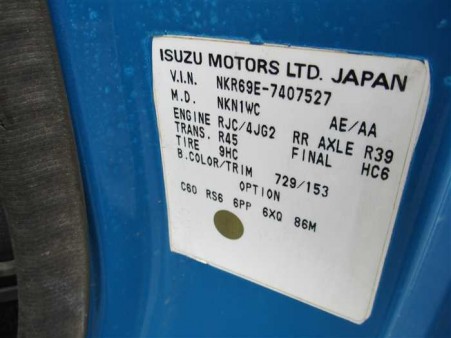 ISUZU MOTORS LTD. JAPAN
V.I.N. NKR69E-7407527
M.D. NKN1WC AE/AA
ENGINE RJC/4JG2 RR AXLE R39
TRANS. R45 FINAL HC6
TIRE 9HC
B.COLOR/TRIM 729/153
OPTION
C60 RS6 6PP 6XQ 86M